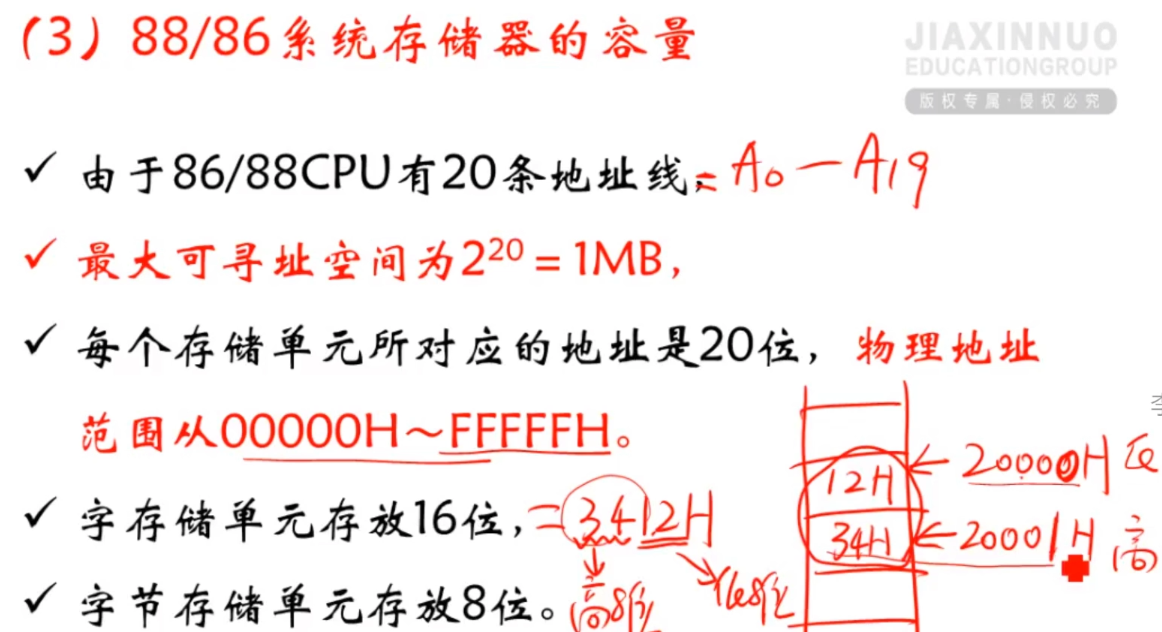 (3) 88/86系统存储器的容量
JIAXINNUO
EDUCATIONGROUP
版权专属·侵权必究
✓ 由于86/88CPU有20条地址线, = A0 — A19
✓ 最大可寻址空间为2²⁰ = 1MB,
✓ 每个存储单元所对应的地址是20位, 物理地址
范围从00000H～FFFFFH。
12H ← 20000H 低
✓ 字存储单元存放16位, = 3412H
34H ← 20001H 高
✓ 字节存储单元存放8位。
高8位
低8位